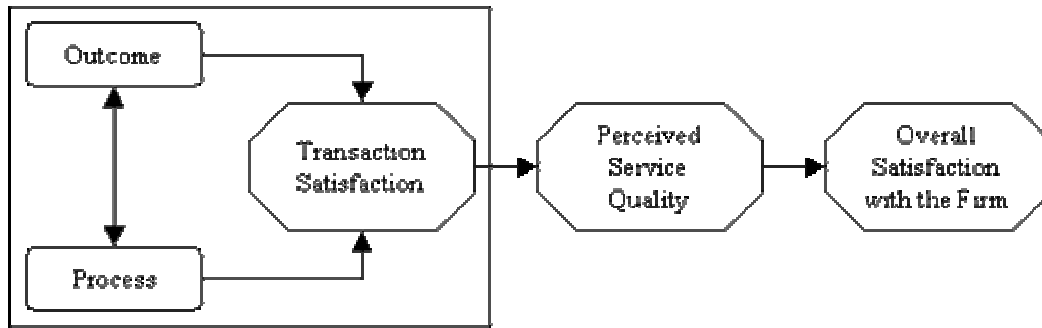 Outcome
Process
Transaction
Satisfaction
Perceived
Service
Quality
Overall
Satisfaction
with the Firm